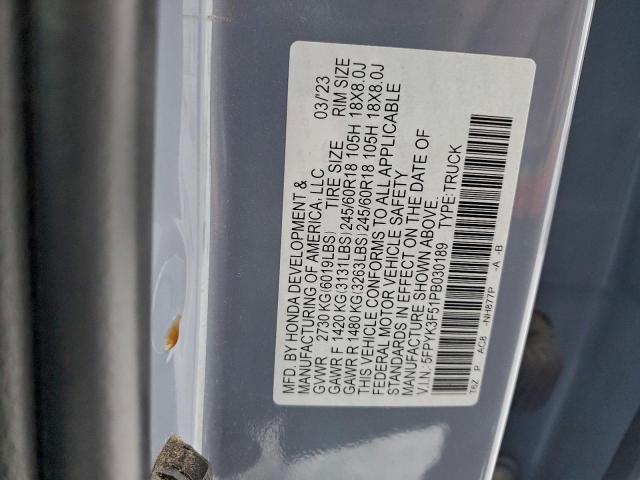 MFD. BY HONDA DEVELOPMENT &
MANUFACTURING OF AMERICA, LLC 03/'23
GVWR 2730 KG(6019LBS) TIRE SIZE RIM SIZE
GAWR F 1420 KG(3131LBS)245/60R18 105H 18X8.0J
GAWR R 1480 KG(3263LBS)245/60R18 105H 18X8.0J
THIS VEHICLE CONFORMS TO ALL APPLICABLE
FEDERAL MOTOR VEHICLE SAFETY
STANDARDS IN EFFECT ON THE DATE OF
MANUFACTURE SHOWN ABOVE.
V.I.N.: 5FPYK3F51PB030189 TYPE:TRUCK
T6Z P AC8 -NH877P -A -B